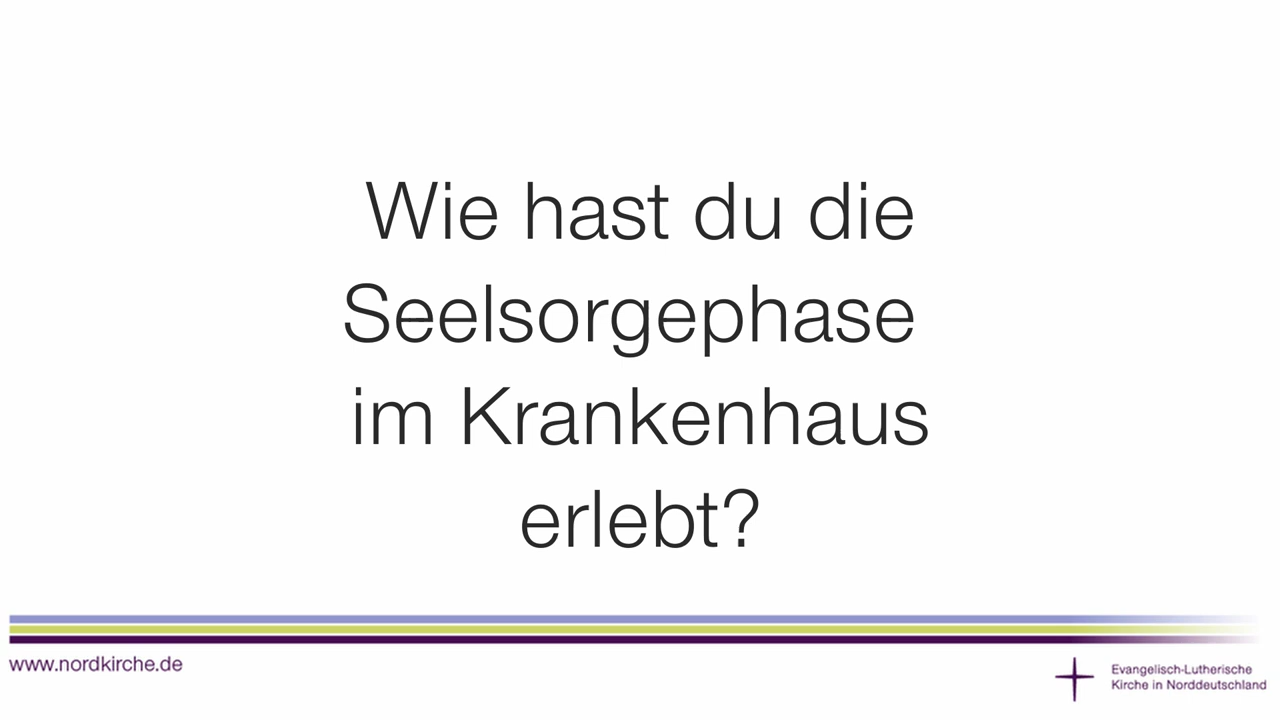 Wie hast du die
Seelsorgephase
im Krankenhaus
erlebt?
www.nordkirche.de
Evangelisch-Lutherische
Kirche in Norddeutschland